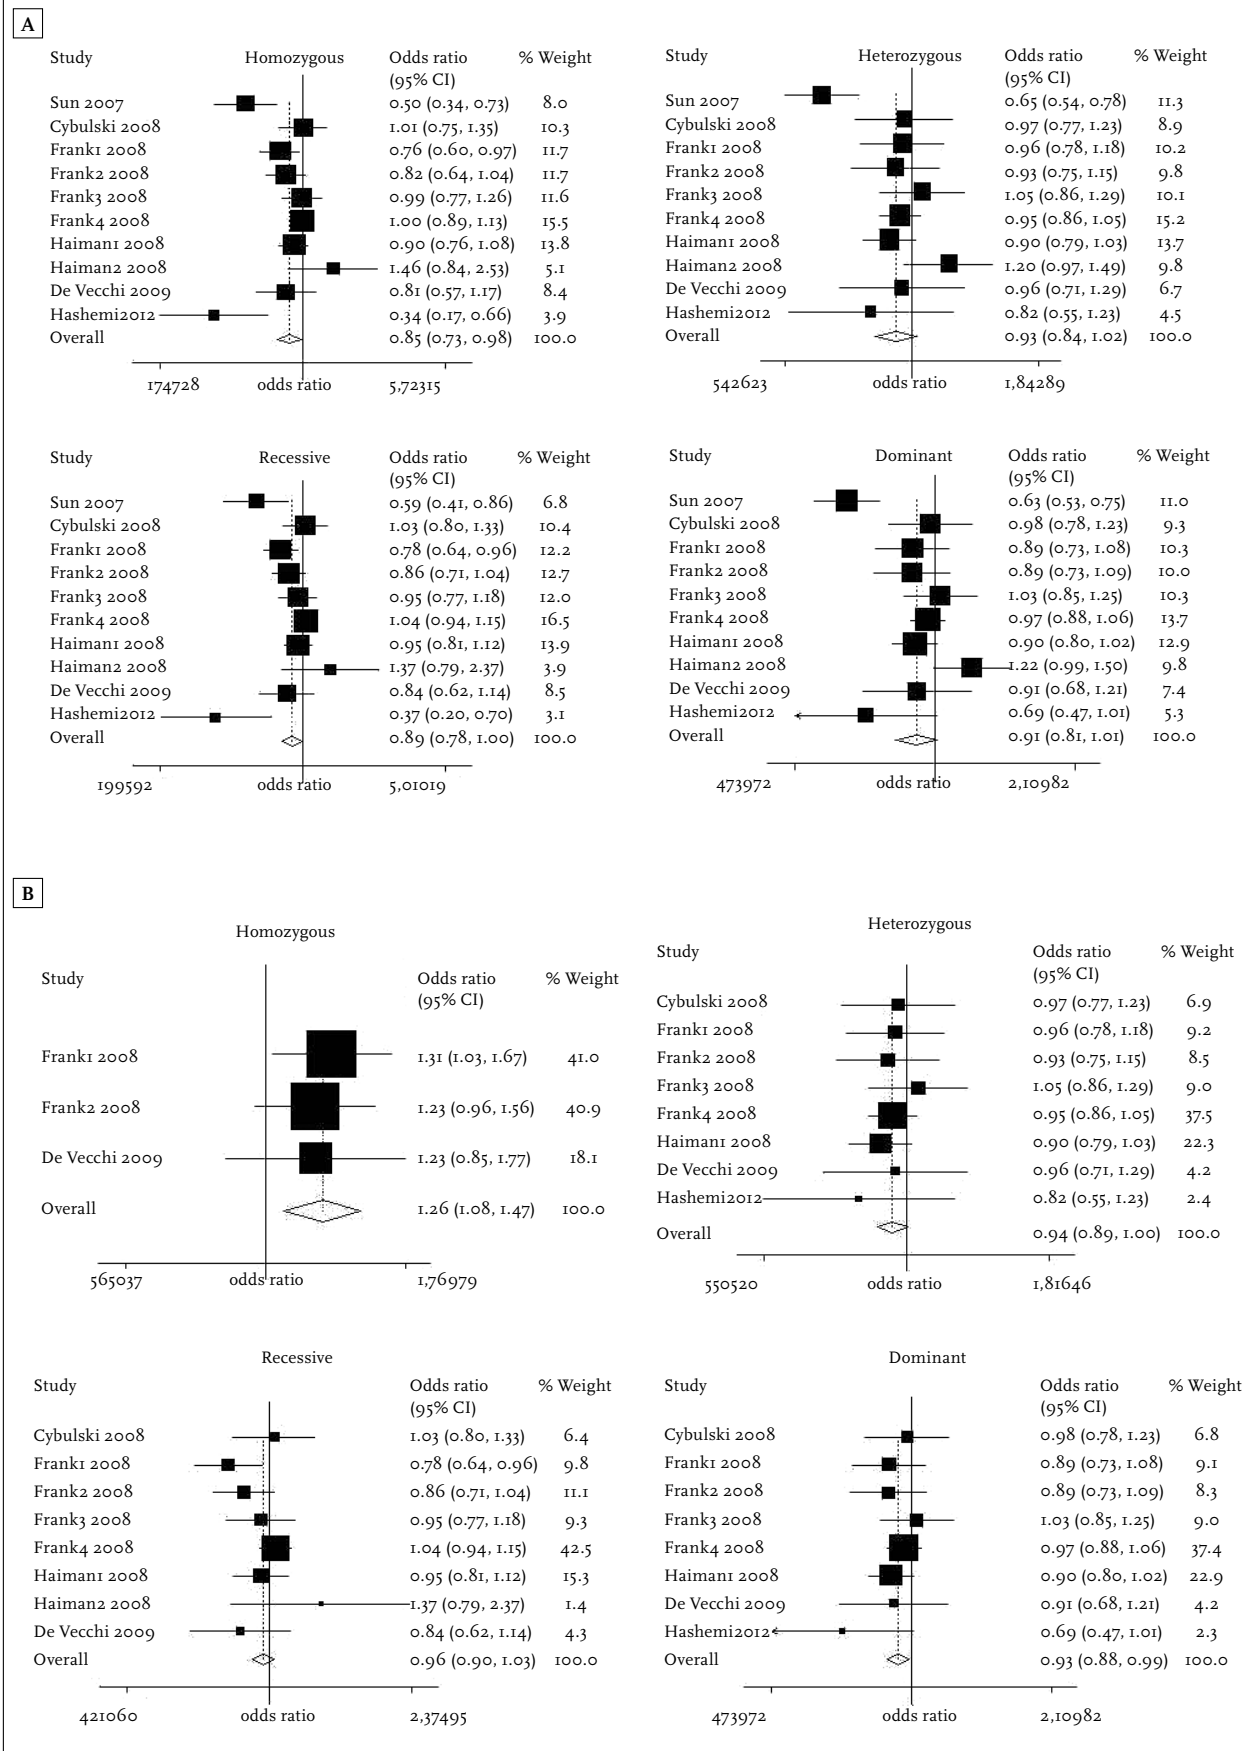 A
Study Homozygous Odds ratio % Weight
(95% CI)
Sun 2007 0.50 (0.34, 0.73) 8.0
Cybulski 2008 1.01 (0.75, 1.35) 10.3
Frank1 2008 0.76 (0.60, 0.97) 11.7
Frank2 2008 0.82 (0.64, 1.04) 11.7
Frank3 2008 0.99 (0.77, 1.26) 11.6
Frank4 2008 1.00 (0.89, 1.13) 15.5
Haiman1 2008 0.90 (0.76, 1.08) 13.8
Haiman2 2008 1.46 (0.84, 2.53) 5.1
De Vecchi 2009 0.81 (0.57, 1.17) 8.4
Hashemi2012 0.34 (0.17, 0.66) 3.9
Overall 0.85 (0.73, 0.98) 100.0
174728 odds ratio 5,72315
Study Heterozygous Odds ratio % Weight
(95% CI)
Sun 2007 0.65 (0.54, 0.78) 11.3
Cybulski 2008 0.97 (0.77, 1.23) 8.9
Frank1 2008 0.96 (0.78, 1.18) 10.2
Frank2 2008 0.93 (0.75, 1.15) 9.8
Frank3 2008 1.05 (0.86, 1.29) 10.1
Frank4 2008 0.95 (0.86, 1.05) 15.2
Haiman1 2008 0.90 (0.79, 1.03) 13.7
Haiman2 2008 1.20 (0.97, 1.49) 9.8
De Vecchi 2009 0.96 (0.71, 1.29) 6.7
Hashemi2012 0.82 (0.55, 1.23) 4.5
Overall 0.93 (0.84, 1.02) 100.0
542623 odds ratio 1,84289
Study Recessive Odds ratio % Weight
(95% CI)
Sun 2007 0.59 (0.41, 0.86) 6.8
Cybulski 2008 1.03 (0.80, 1.33) 10.4
Frank1 2008 0.78 (0.64, 0.96) 12.2
Frank2 2008 0.86 (0.71, 1.04) 12.7
Frank3 2008 0.95 (0.77, 1.18) 12.0
Frank4 2008 1.04 (0.94, 1.15) 16.5
Haiman1 2008 0.95 (0.81, 1.12) 13.9
Haiman2 2008 1.37 (0.79, 2.37) 3.9
De Vecchi 2009 0.84 (0.62, 1.14) 8.5
Hashemi2012 0.37 (0.20, 0.70) 3.1
Overall 0.89 (0.78, 1.00) 100.0
199592 odds ratio 5,01019
Study Dominant Odds ratio % Weight
(95% CI)
Sun 2007 0.63 (0.53, 0.75) 11.0
Cybulski 2008 0.98 (0.78, 1.23) 9.3
Frank1 2008 0.89 (0.73, 1.08) 10.3
Frank2 2008 0.89 (0.73, 1.09) 10.0
Frank3 2008 1.03 (0.85, 1.25) 10.3
Frank4 2008 0.97 (0.88, 1.06) 13.7
Haiman1 2008 0.90 (0.80, 1.02) 12.9
Haiman2 2008 1.22 (0.99, 1.50) 9.8
De Vecchi 2009 0.91 (0.68, 1.21) 7.4
Hashemi2012 0.69 (0.47, 1.01) 5.3
Overall 0.91 (0.81, 1.01) 100.0
473972 odds ratio 2,10982
B
Homozygous
Study Odds ratio % Weight
(95% CI)
Frank1 2008 1.31 (1.03, 1.67) 41.0
Frank2 2008 1.23 (0.96, 1.56) 40.9
De Vecchi 2009 1.23 (0.85, 1.77) 18.1
Overall 1.26 (1.08, 1.47) 100.0
565037 odds ratio 1,76979
Heterozygous
Study Odds ratio % Weight
(95% CI)
Cybulski 2008 0.97 (0.77, 1.23) 6.9
Frank1 2008 0.96 (0.78, 1.18) 9.2
Frank2 2008 0.93 (0.75, 1.15) 8.5
Frank3 2008 1.05 (0.86, 1.29) 9.0
Frank4 2008 0.95 (0.86, 1.05) 37.5
Haiman1 2008 0.90 (0.79, 1.03) 22.3
De Vecchi 2009 0.96 (0.71, 1.29) 4.2
Hashemi2012 0.82 (0.55, 1.23) 2.4
Overall 0.94 (0.89, 1.00) 100.0
550520 odds ratio 1,81646
Recessive
Study Odds ratio % Weight
(95% CI)
Cybulski 2008 1.03 (0.80, 1.33) 6.4
Frank1 2008 0.78 (0.64, 0.96) 9.8
Frank2 2008 0.86 (0.71, 1.04) 11.1
Frank3 2008 0.95 (0.77, 1.18) 9.3
Frank4 2008 1.04 (0.94, 1.15) 42.5
Haiman1 2008 0.95 (0.81, 1.12) 15.3
Haiman2 2008 1.37 (0.79, 2.37) 1.4
De Vecchi 2009 0.84 (0.62, 1.14) 4.3
Overall 0.96 (0.90, 1.03) 100.0
421060 odds ratio 2,37495
Dominant
Study Odds ratio % Weight
(95% CI)
Cybulski 2008 0.98 (0.78, 1.23) 6.8
Frank1 2008 0.89 (0.73, 1.08) 9.1
Frank2 2008 0.89 (0.73, 1.09) 8.3
Frank3 2008 1.03 (0.85, 1.25) 9.0
Frank4 2008 0.97 (0.88, 1.06) 37.4
Haiman1 2008 0.90 (0.80, 1.02) 22.9
De Vecchi 2009 0.91 (0.68, 1.21) 4.2
Hashemi2012 0.69 (0.47, 1.01) 2.3
Overall 0.93 (0.88, 0.99) 100.0
473972 odds ratio 2,10982